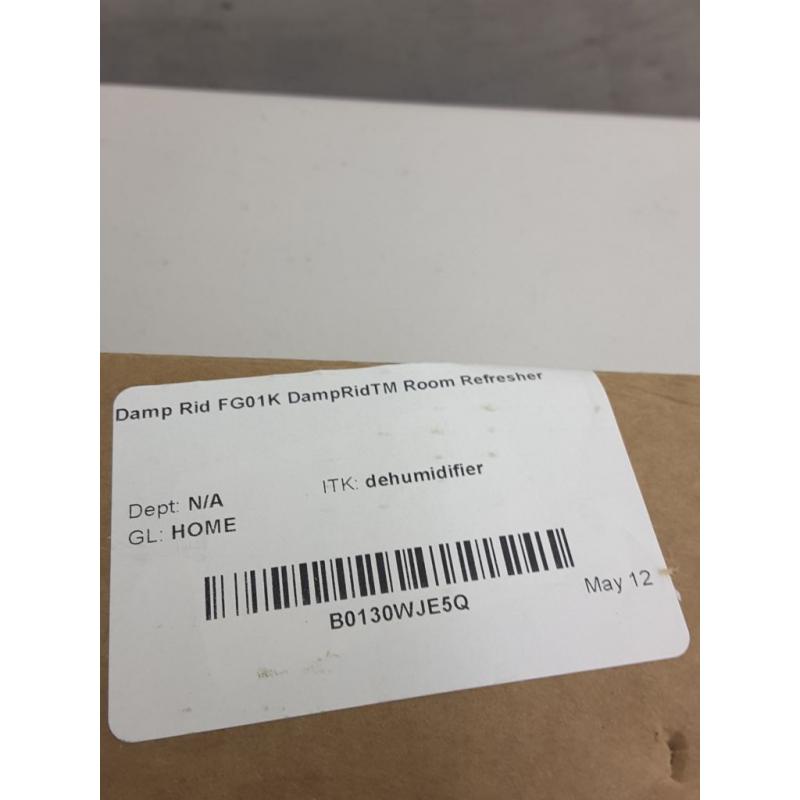 Damp Rid FG01K DampRidTM Room Refresher
ITK: dehumidifier
Dept: N/A
GL: HOME
B0130WJE5Q
May 12